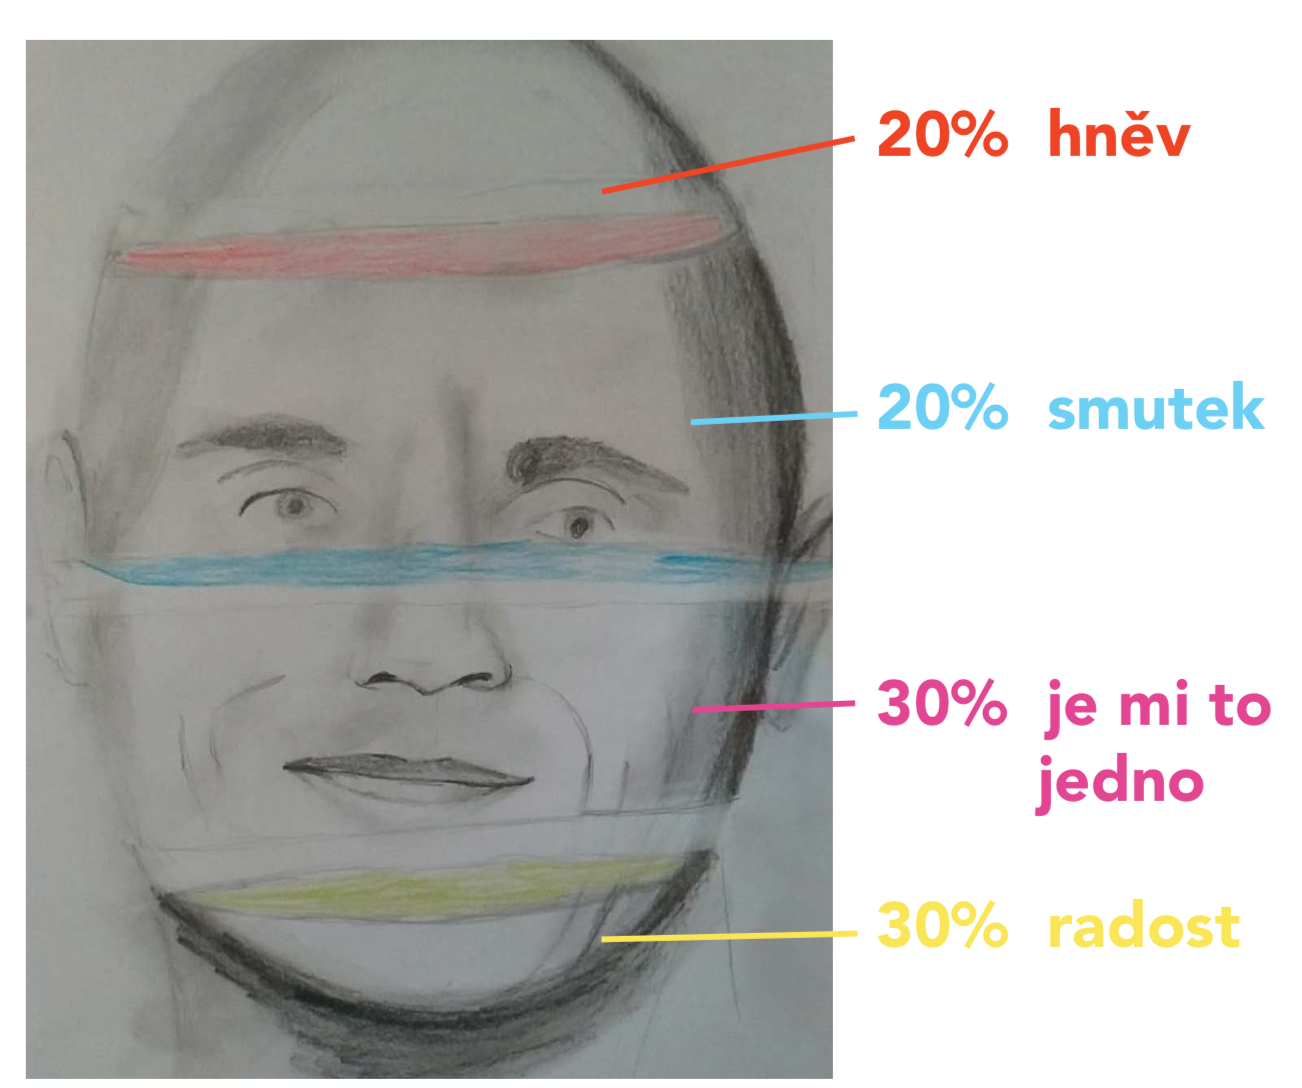 20% hněv
20% smutek
30% je mi to
jedno
30% radost